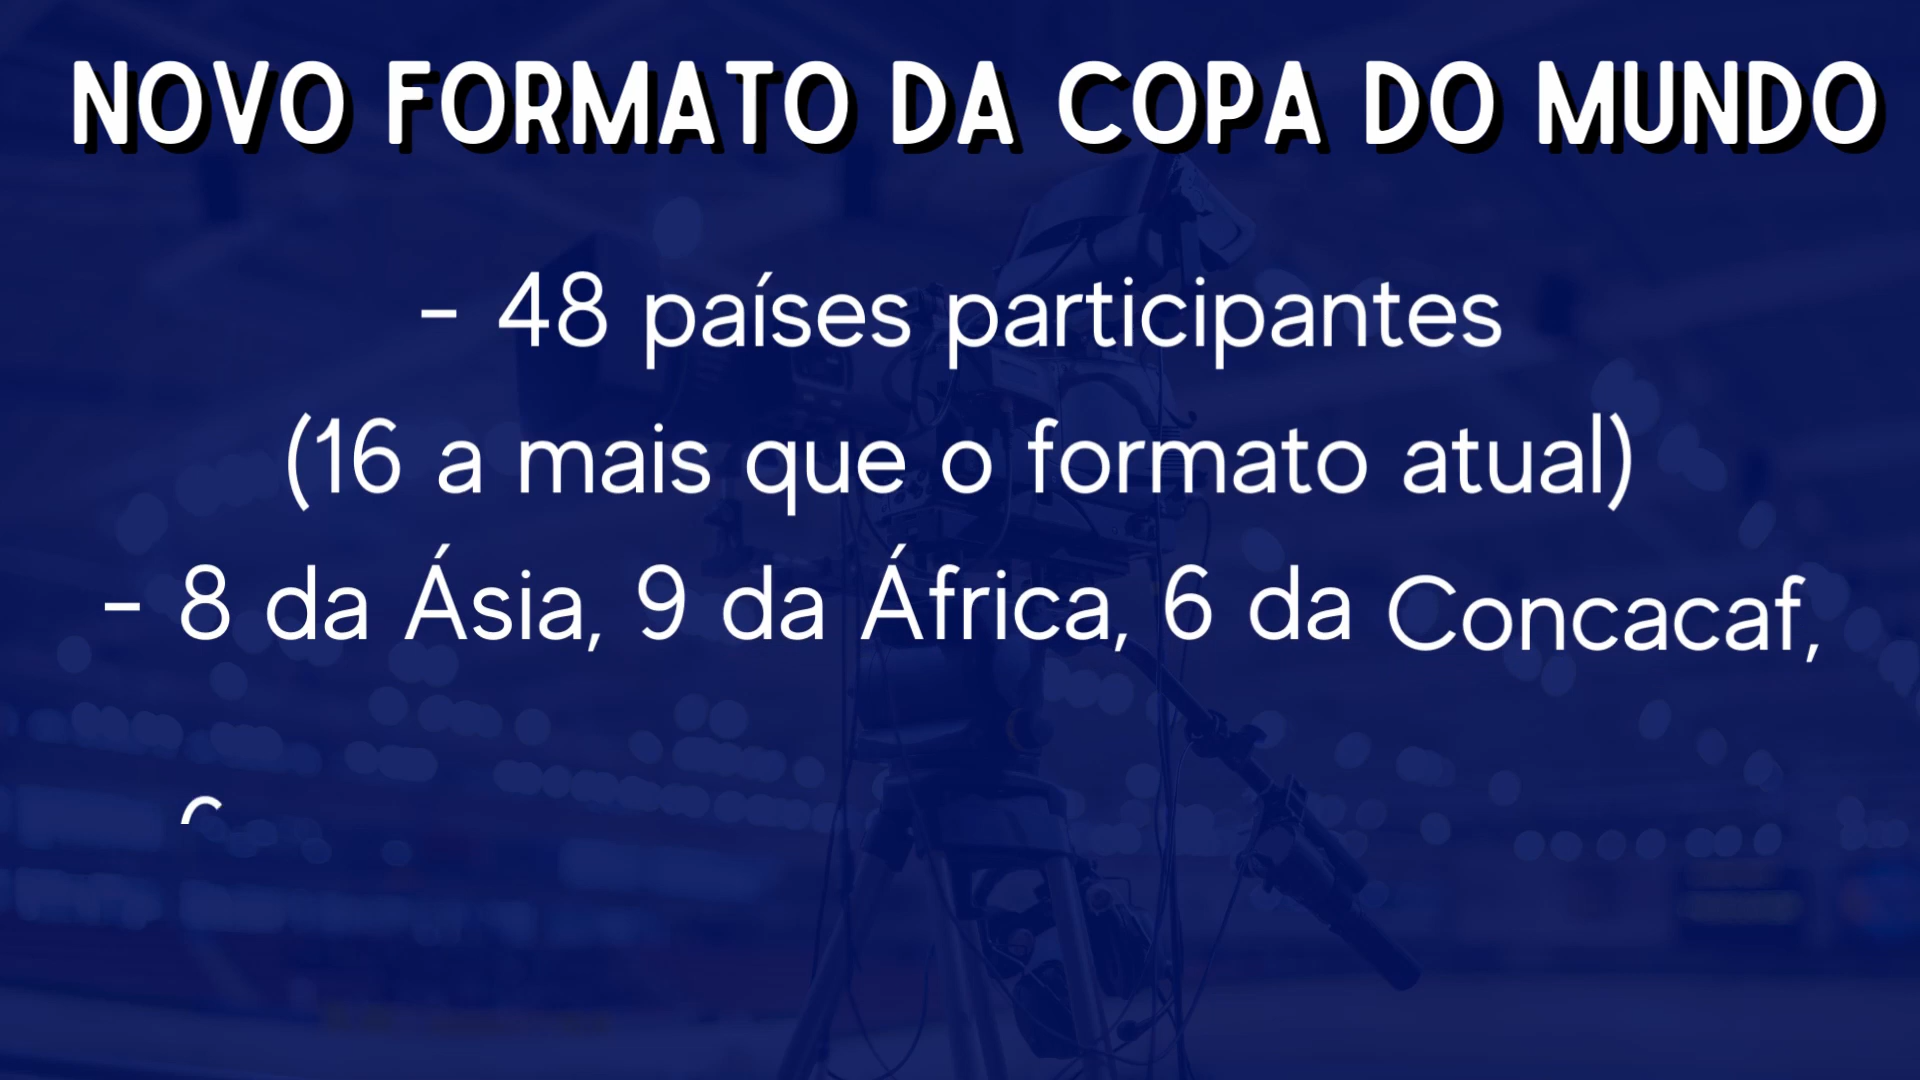 NOVO FORMATO DA COPA DO MUNDO
- 48 países participantes
(16 a mais que o formato atual)
- 8 da Ásia, 9 da África, 6 da Concacaf,